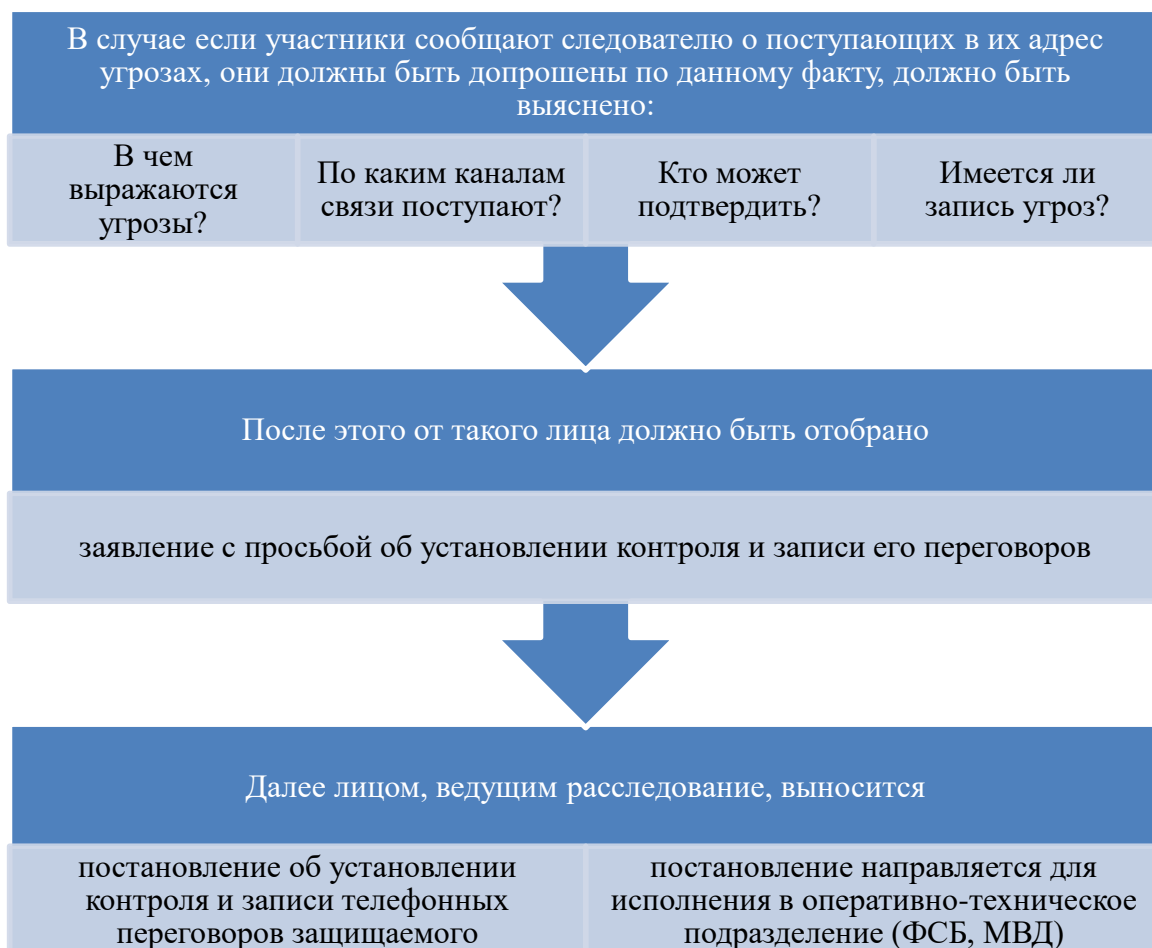 В случае если участники сообщают следователю о поступающих в их адрес
угрозах, они должны быть допрошены по данному факту, должно быть
выяснено:
В чем
выражаются
угрозы?
По каким каналам
связи поступают?
Кто может
подтвердить?
Имеется ли
запись угроз?
После этого от такого лица должно быть отобрано
заявление с просьбой об установлении контроля и записи его переговоров
Далее лицом, ведущим расследование, выносится
постановление об установлении
контроля и записи телефонных
переговоров защищаемого
постановление направляется для
исполнения в оперативно-техническое
подразделение (ФСБ, МВД)